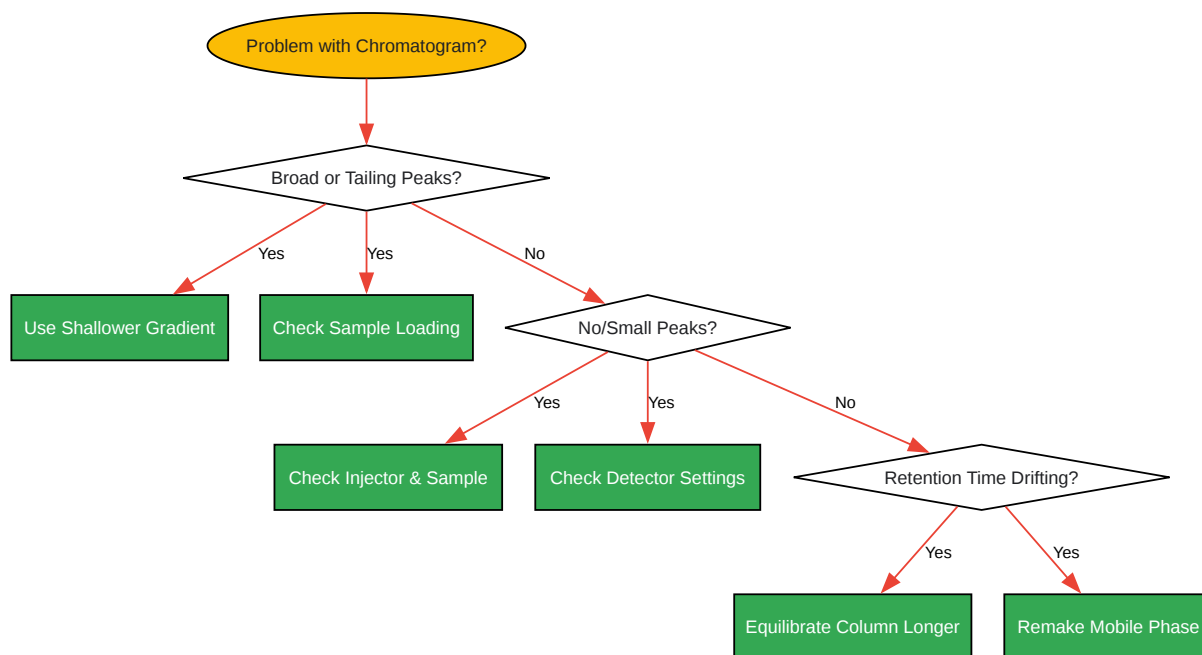 Problem with Chromatogram?
Broad or Tailing Peaks?
Yes
Yes
No
Use Shallower Gradient
Check Sample Loading
No/Small Peaks?
Yes
Yes
No
Check Injector & Sample
Check Detector Settings
Retention Time Drifting?
Yes
Yes
Equilibrate Column Longer
Remake Mobile Phase